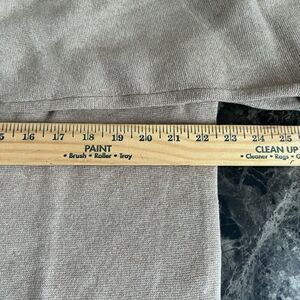 5 16 17 18 19 20 21 22 23 24 25
PAINT CLEAN UP
• Brush • Roller • Tray • Cleaner • Rags •